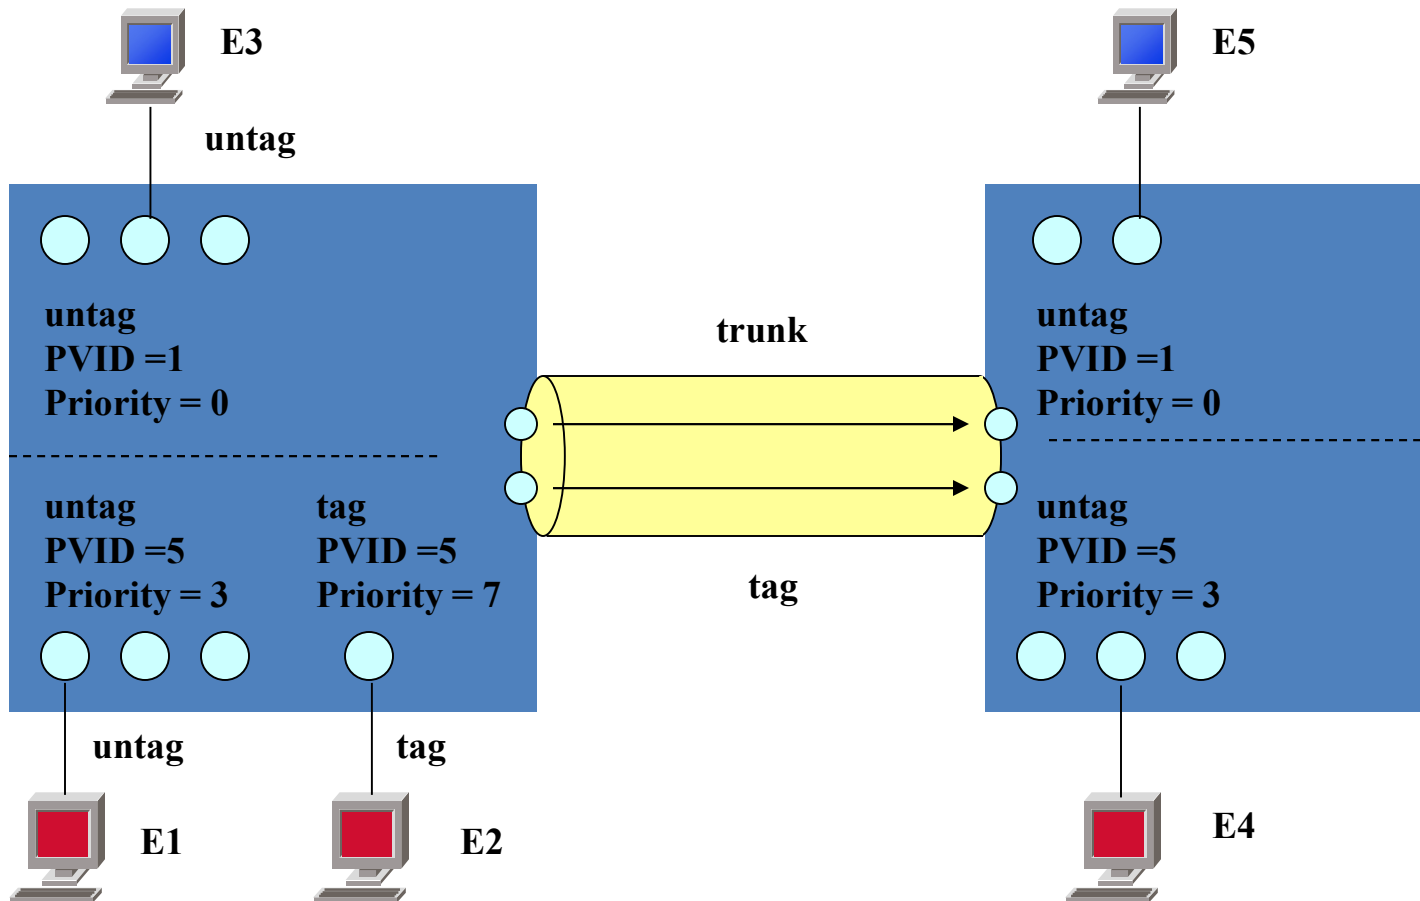 E3
E5
untag
untag
PVID =1
Priority = 0
trunk
untag
PVID =1
Priority = 0
untag
PVID =5
Priority = 3
tag
PVID =5
Priority = 7
tag
untag
PVID =5
Priority = 3
untag
tag
E1
E2
E4